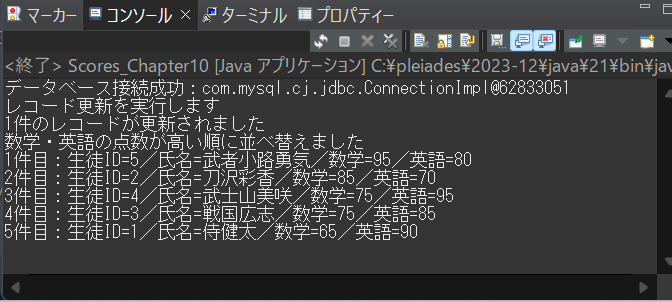 マーカー コンソール ターミナル プロパティー
<終了> Scores_Chapter10 [Java アプリケーション] C:¥pleiades¥2023-12¥java¥21¥bin¥jav
データベース接続成功：com.mysql.cj.jdbc.ConnectionImpl@62833051
レコード更新を実行します
1件のレコードが更新されました
数学・英語の点数が高い順に並べ替えました
1件目：生徒ID=5／氏名=武者小路勇気／数学=95／英語=80
2件目：生徒ID=2／氏名=刀沢彩香／数学=85／英語=70
3件目：生徒ID=4／氏名=武士山美咲／数学=75／英語=95
4件目：生徒ID=3／氏名=戦国広志／数学=75／英語=85
5件目：生徒ID=1／氏名=侍健太／数学=65／英語=90